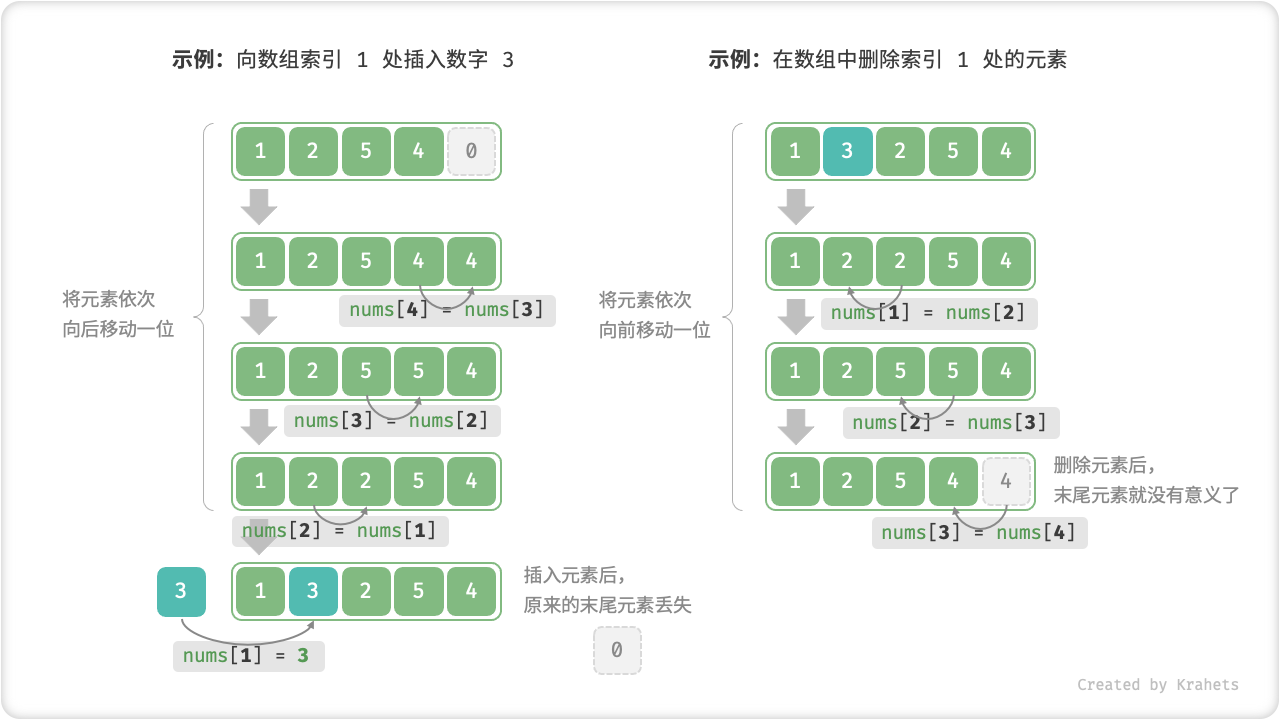 示例：向数组索引 1 处插入数字 3
1 2 5 4 0
1 2 5 4 4
nums[4] = nums[3]
将元素依次
向后移动一位
1 2 5 5 4
nums[3] = nums[2]
1 2 2 5 4
nums[2] = nums[1]
3
1 3 2 5 4
nums[1] = 3
插入元素后，
原来的末尾元素丢失
0
示例：在数组中删除索引 1 处的元素
1 3 2 5 4
1 2 2 5 4
nums[1] = nums[2]
将元素依次
向前移动一位
1 2 5 5 4
nums[2] = nums[3]
1 2 5 4 4
nums[3] = nums[4]
删除元素后，
末尾元素就没有意义了
Created by Krahets